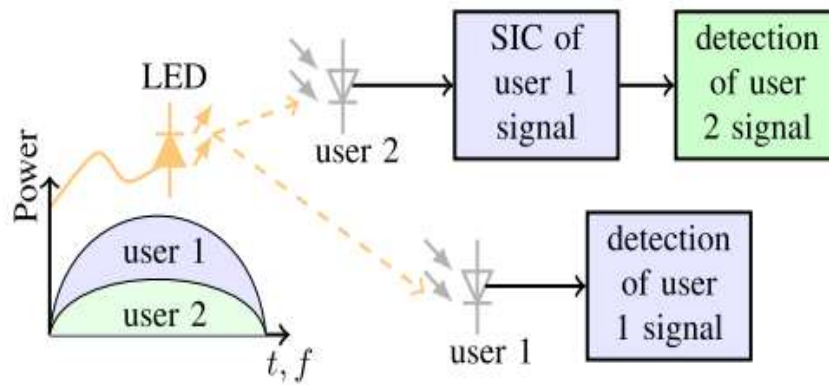 LED
Power
user 1
user 2
t, f
user 2
SIC of
user 1
signal
detection
of user
2 signal
user 1
detection
of user
1 signal